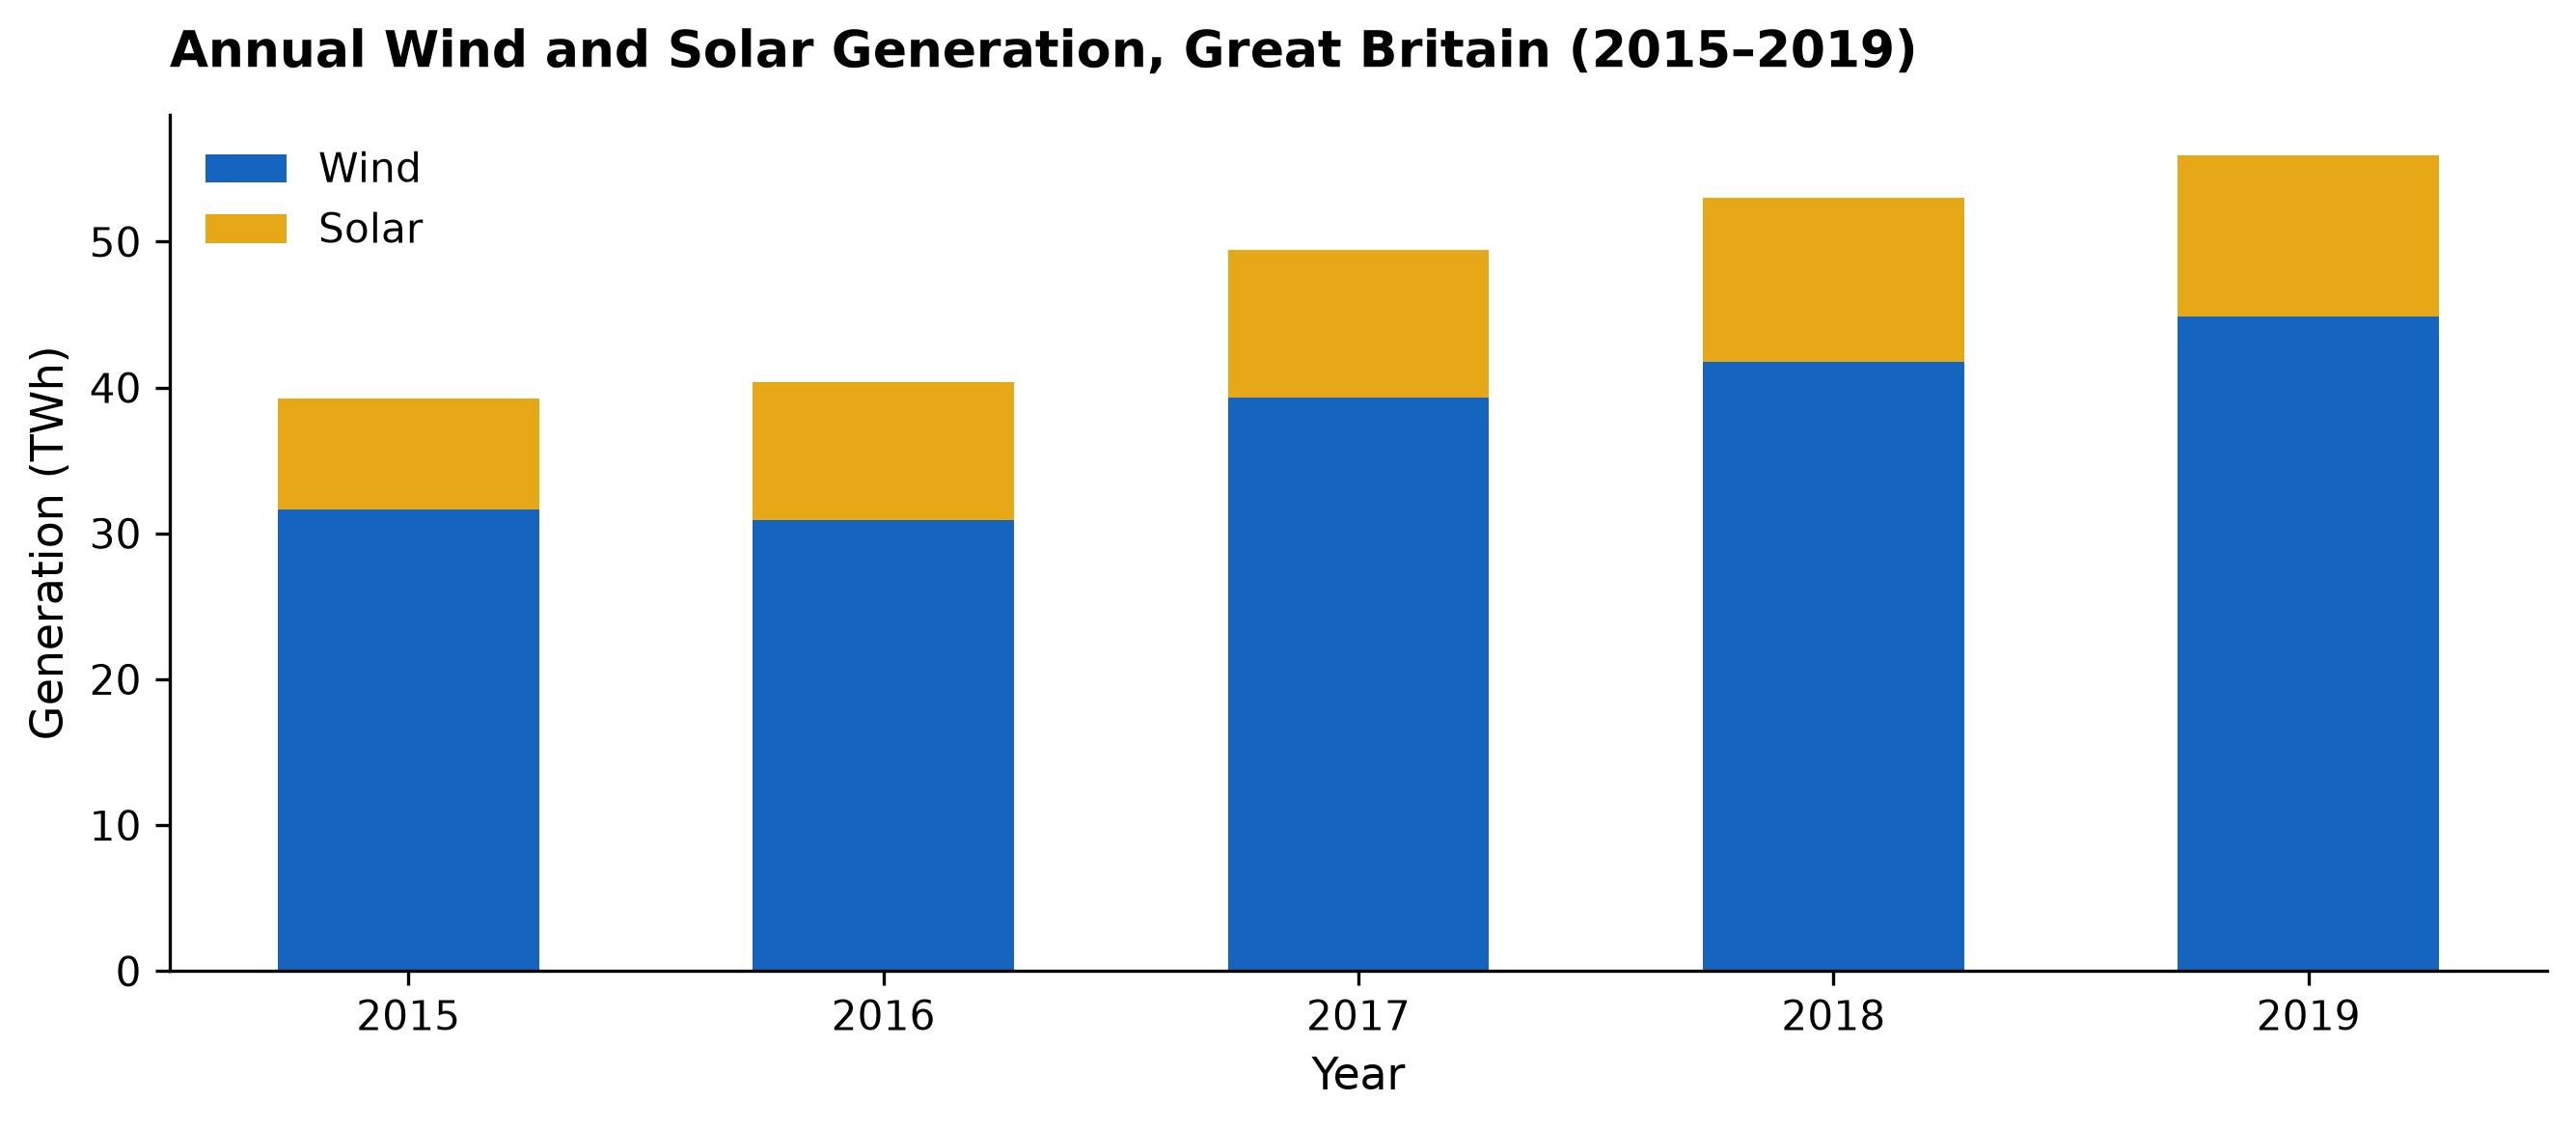 Annual Wind and Solar Generation, Great Britain (2015–2019)
Wind
Solar
Generation (TWh)
50
40
30
20
10
0
2015 2016 2017 2018 2019
Year